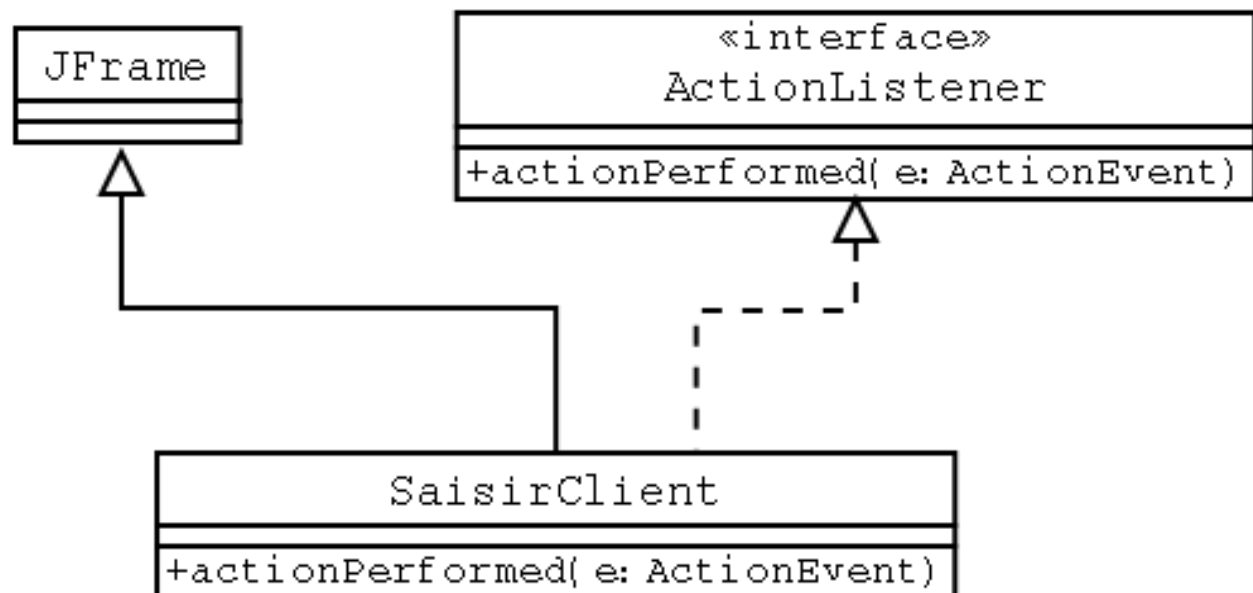 JFrame
«interface»
ActionListener
+actionPerformed( e: ActionEvent)
SaisirClient
+actionPerformed( e: ActionEvent)